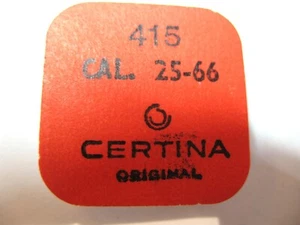 415
CAL. 25-66
CERTINA
ORIGINAL